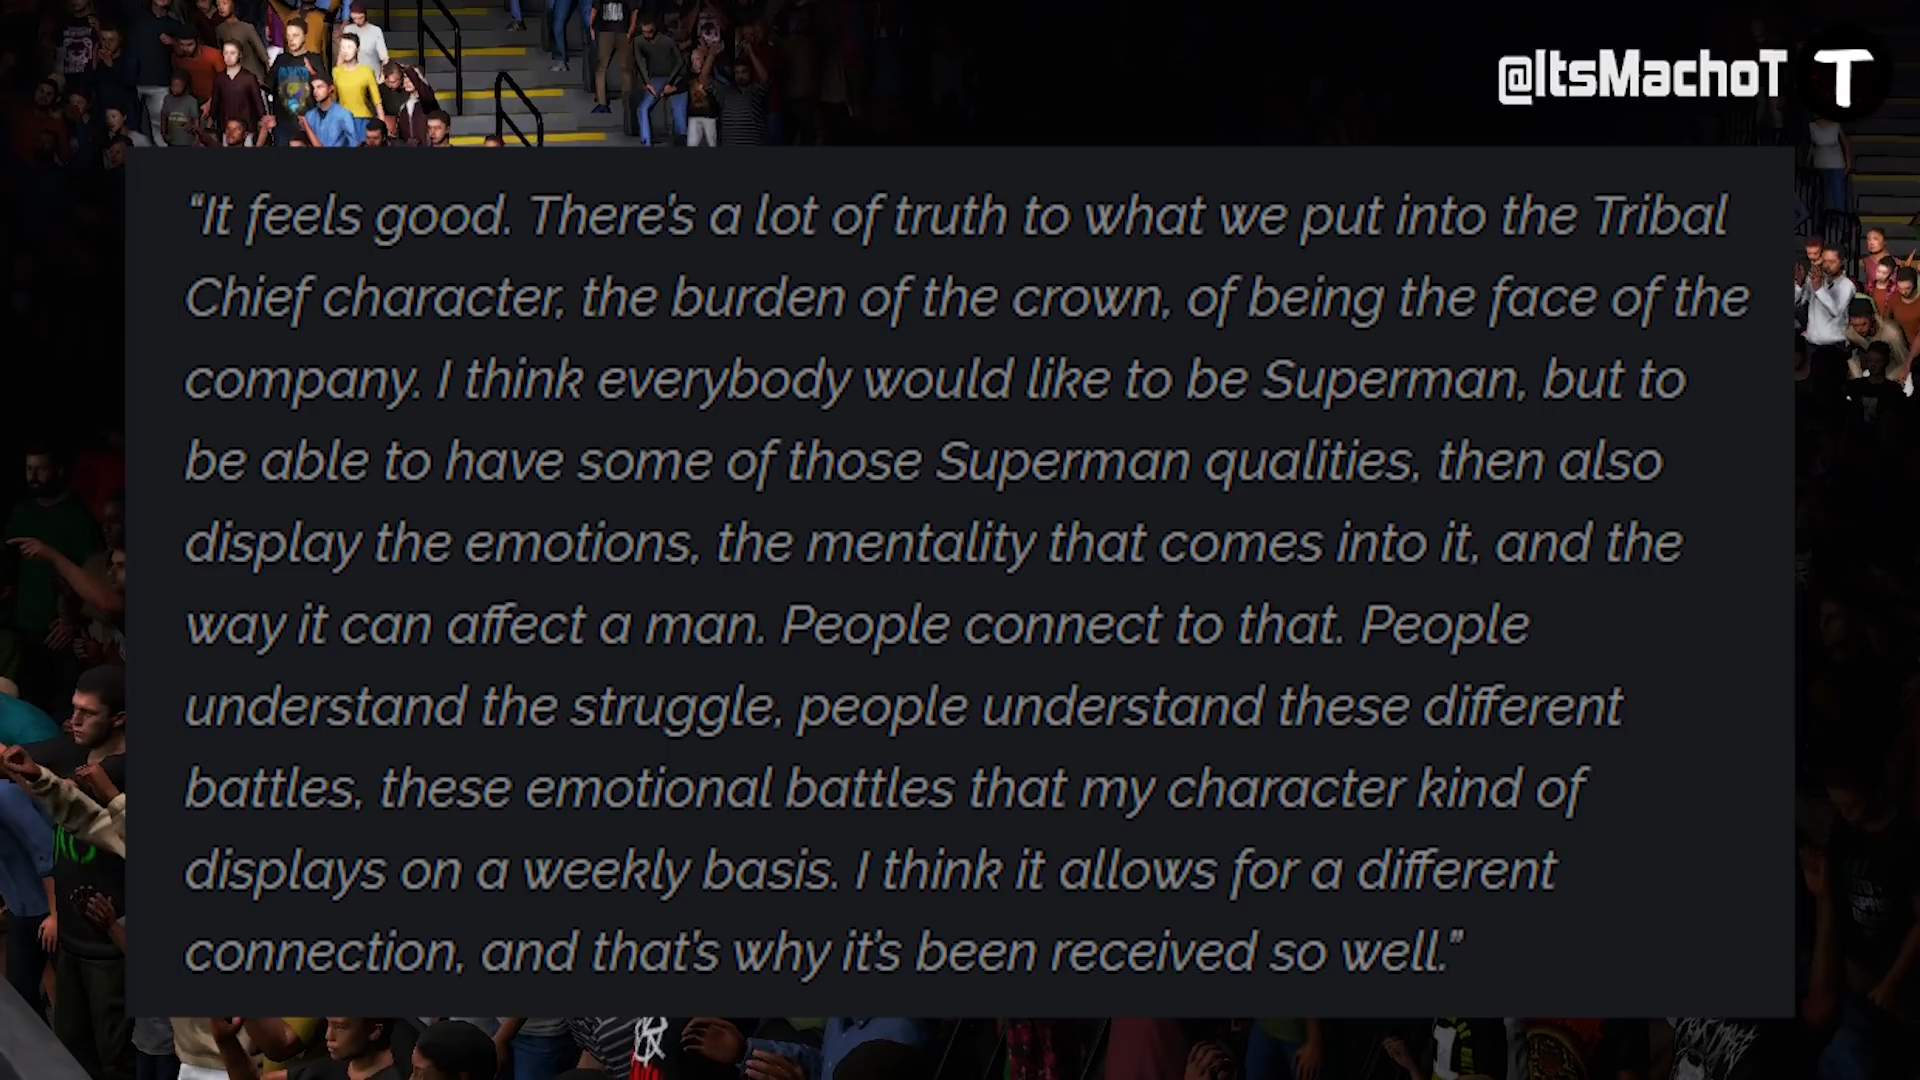 @ItsMachoT T
“It feels good. There’s a lot of truth to what we put into the Tribal
Chief character, the burden of the crown, of being the face of the
company. I think everybody would like to be Superman, but to
be able to have some of those Superman qualities, then also
display the emotions, the mentality that comes into it, and the
way it can affect a man. People connect to that. People
understand the struggle, people understand these different
battles, these emotional battles that my character kind of
displays on a weekly basis. I think it allows for a different
connection, and that’s why it’s been received so well.”